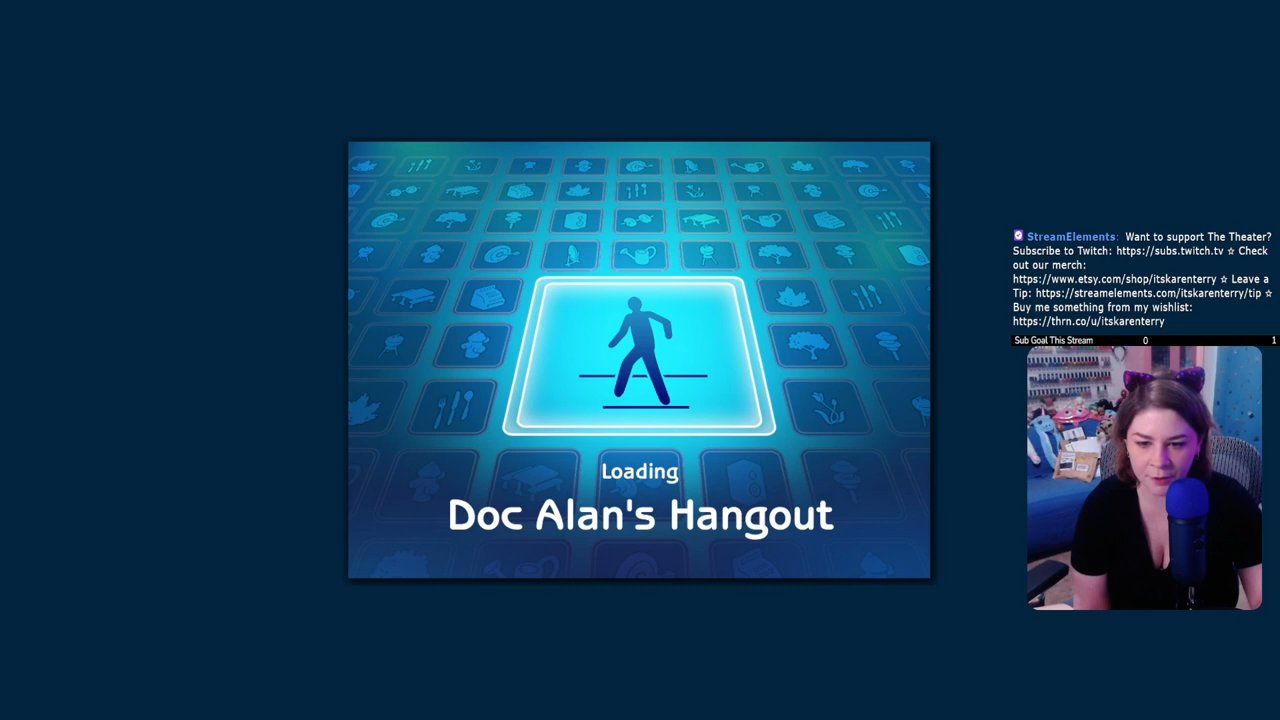 Loading
Doc Alan's Hangout
StreamElements: Want to support The Theater?
Subscribe to Twitch: https://subs.twitch.tv ☆ Check
out our merch:
https://www.etsy.com/shop/itskarenterry ☆ Leave a
Tip: https://streamelements.com/itskarenterry/tip ☆
Buy me something from my wishlist:
https://thrn.co/u/itskarenterry
Sub Goal This Stream 0 1